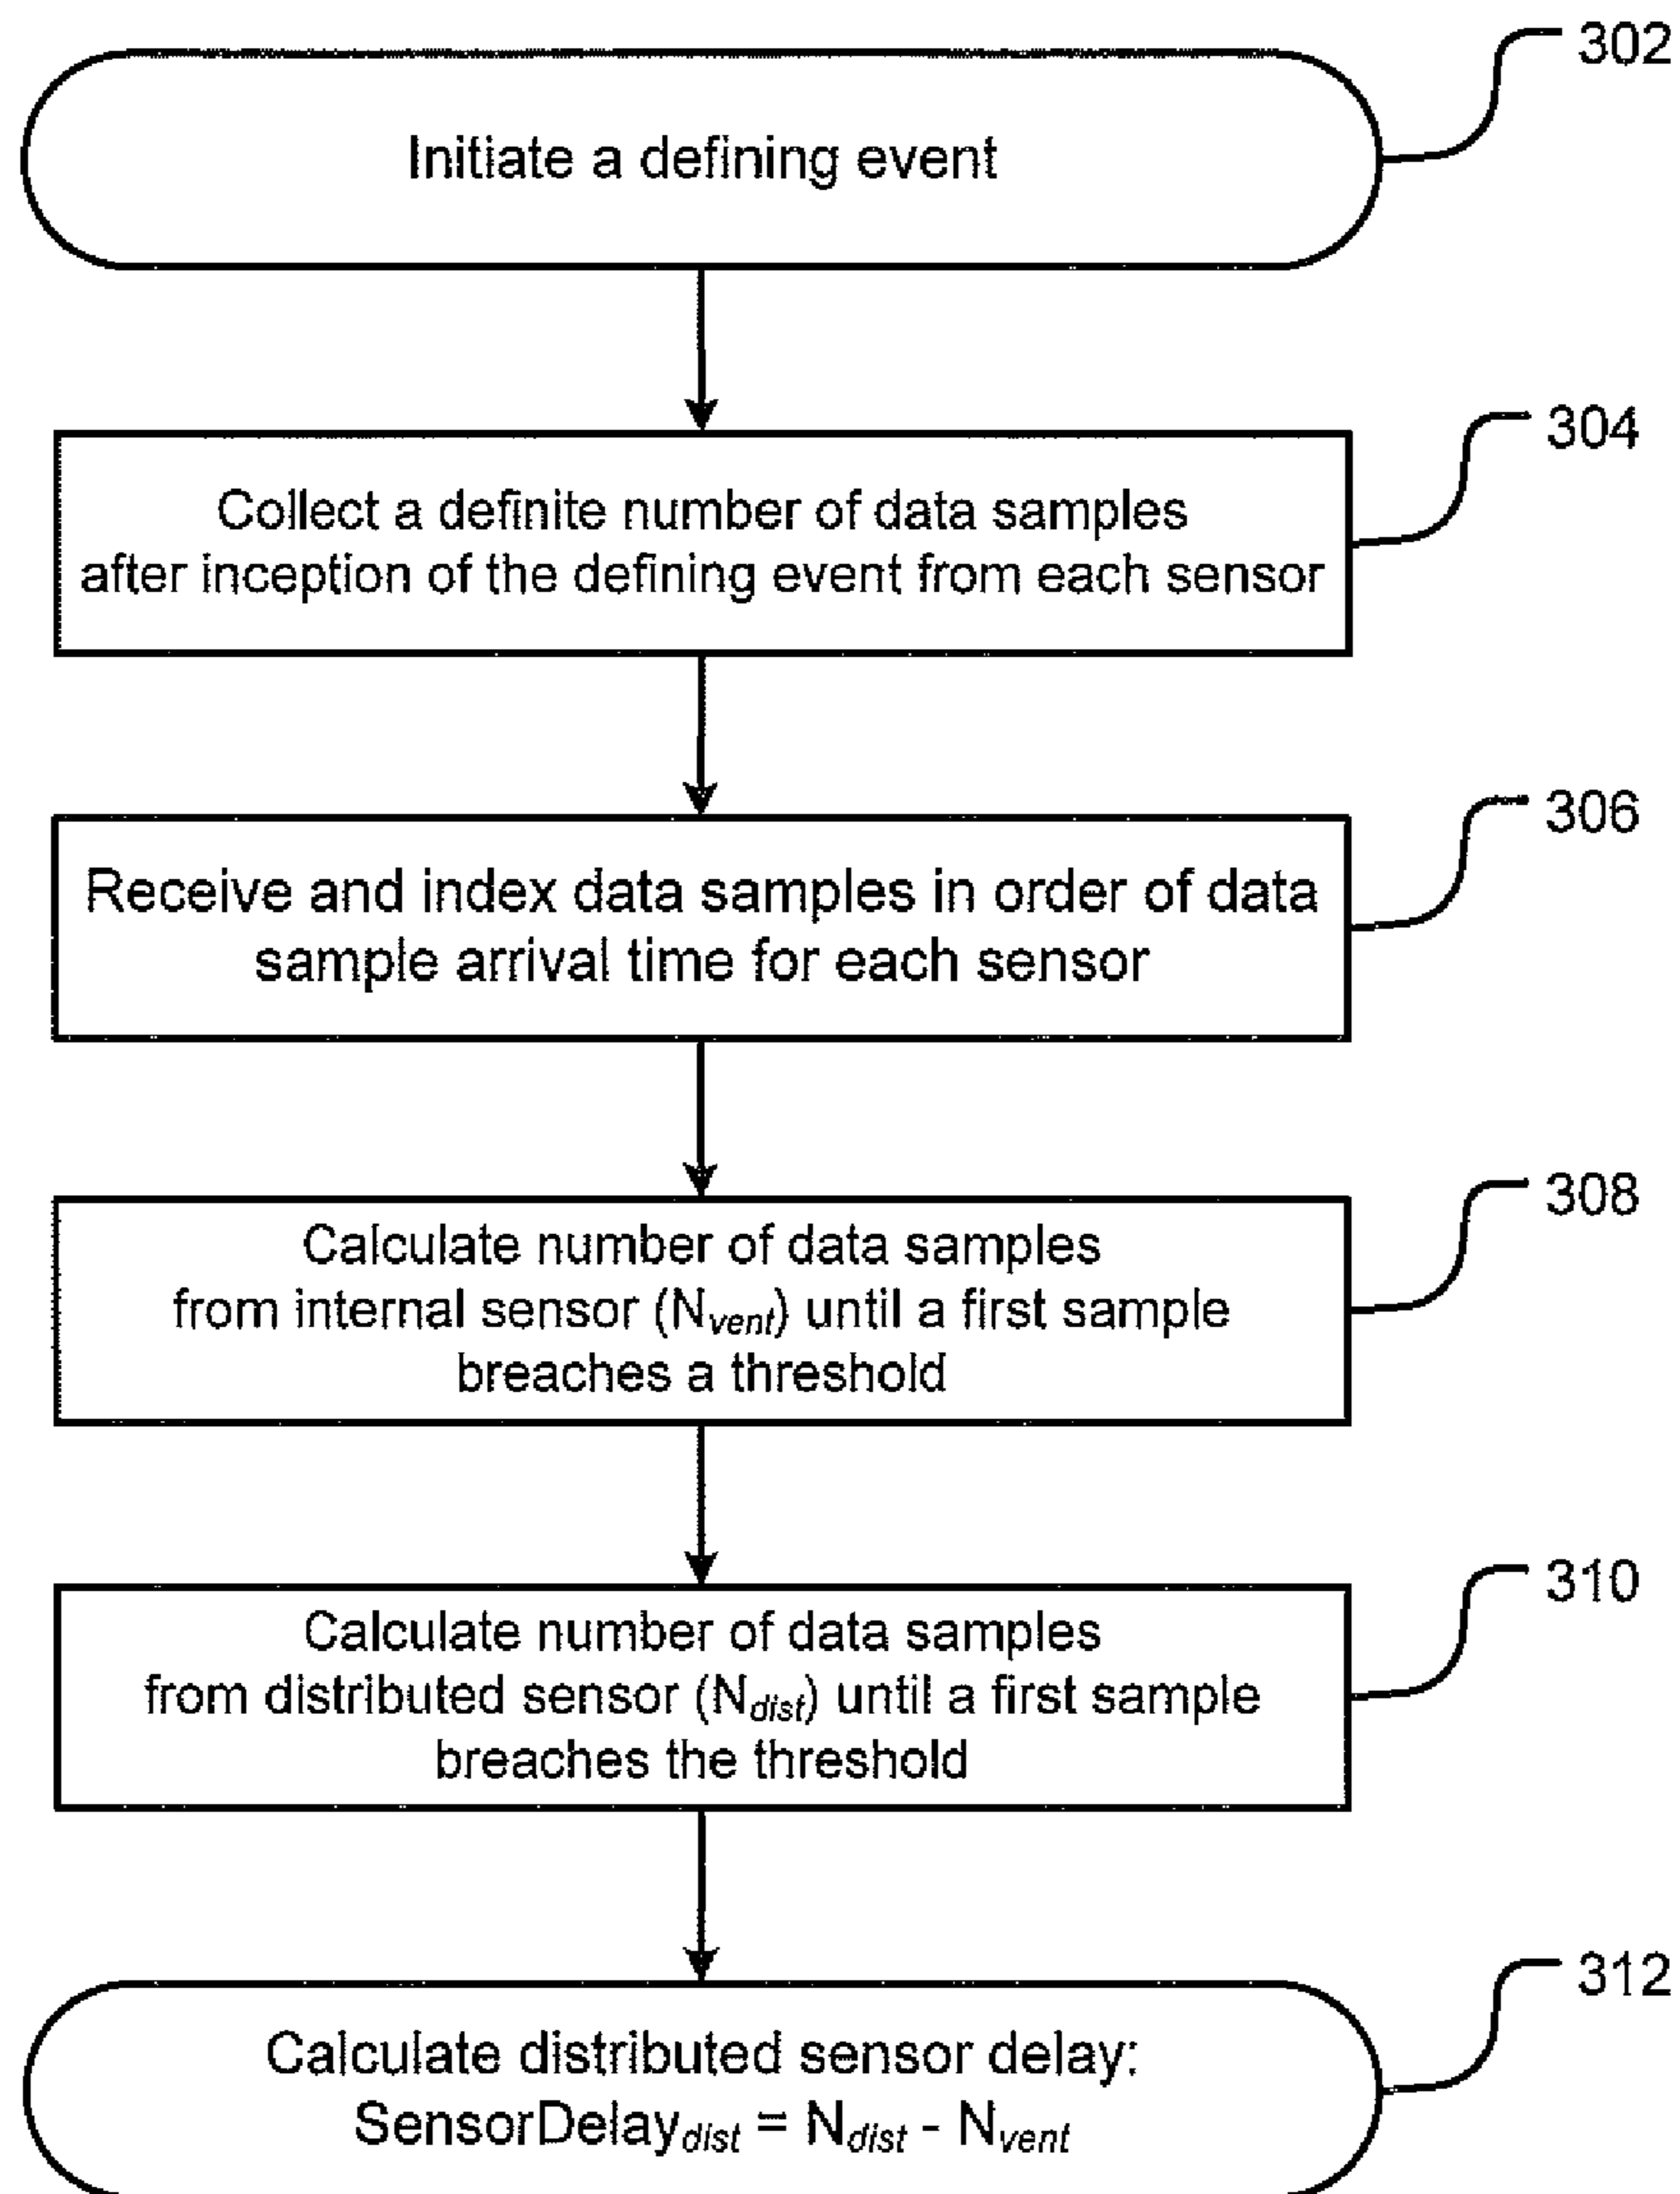 302
Initiate a defining event
304
Collect a definite number of data samples
after inception of the defining event from each sensor
306
Receive and index data samples in order of data
sample arrival time for each sensor
308
Calculate number of data samples
from internal sensor (Nvent) until a first sample
breaches a threshold
310
Calculate number of data samples
from distributed sensor (Ndist) until a first sample
breaches the threshold
312
Calculate distributed sensor delay:
SensorDelaydist = Ndist - Nvent